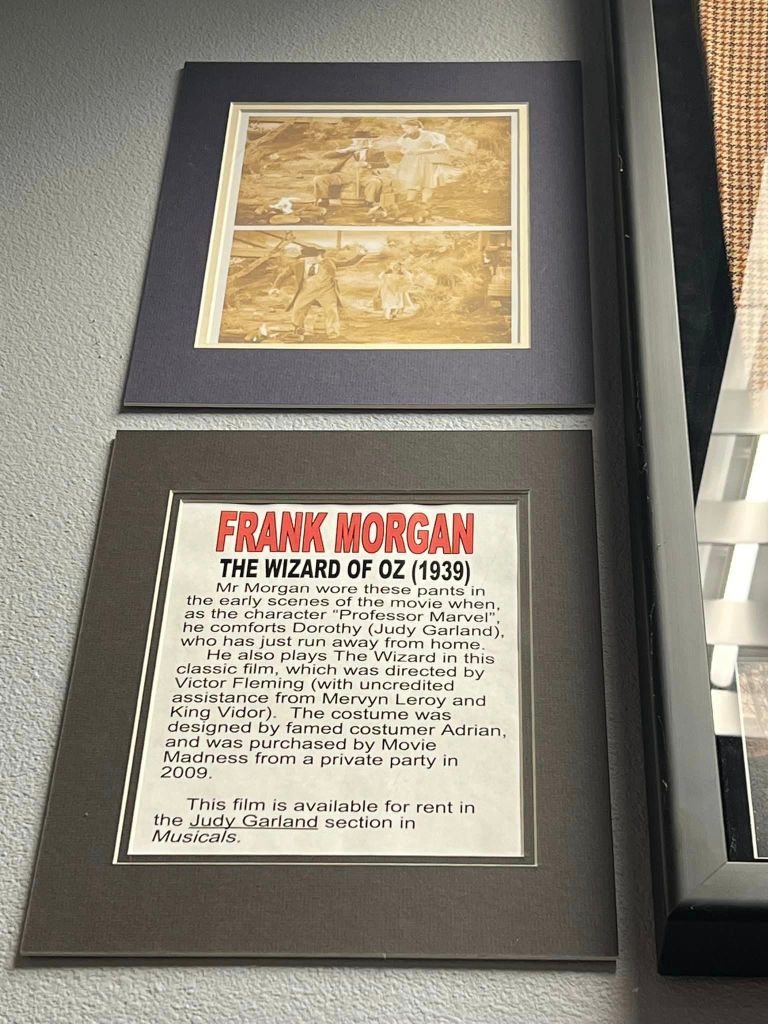 FRANK MORGAN
THE WIZARD OF OZ (1939)
Mr Morgan wore these pants in
the early scenes of the movie when,
as the character "Professor Marvel",
he comforts Dorothy (Judy Garland),
who has just run away from home.
He also plays The Wizard in this
classic film, which was directed by
Victor Fleming (with uncredited
assistance from Mervyn Leroy and
King Vidor). The costume was
designed by famed costumer Adrian,
and was purchased by Movie
Madness from a private party in
2009.
This film is available for rent in
the Judy Garland section in
Musicals.